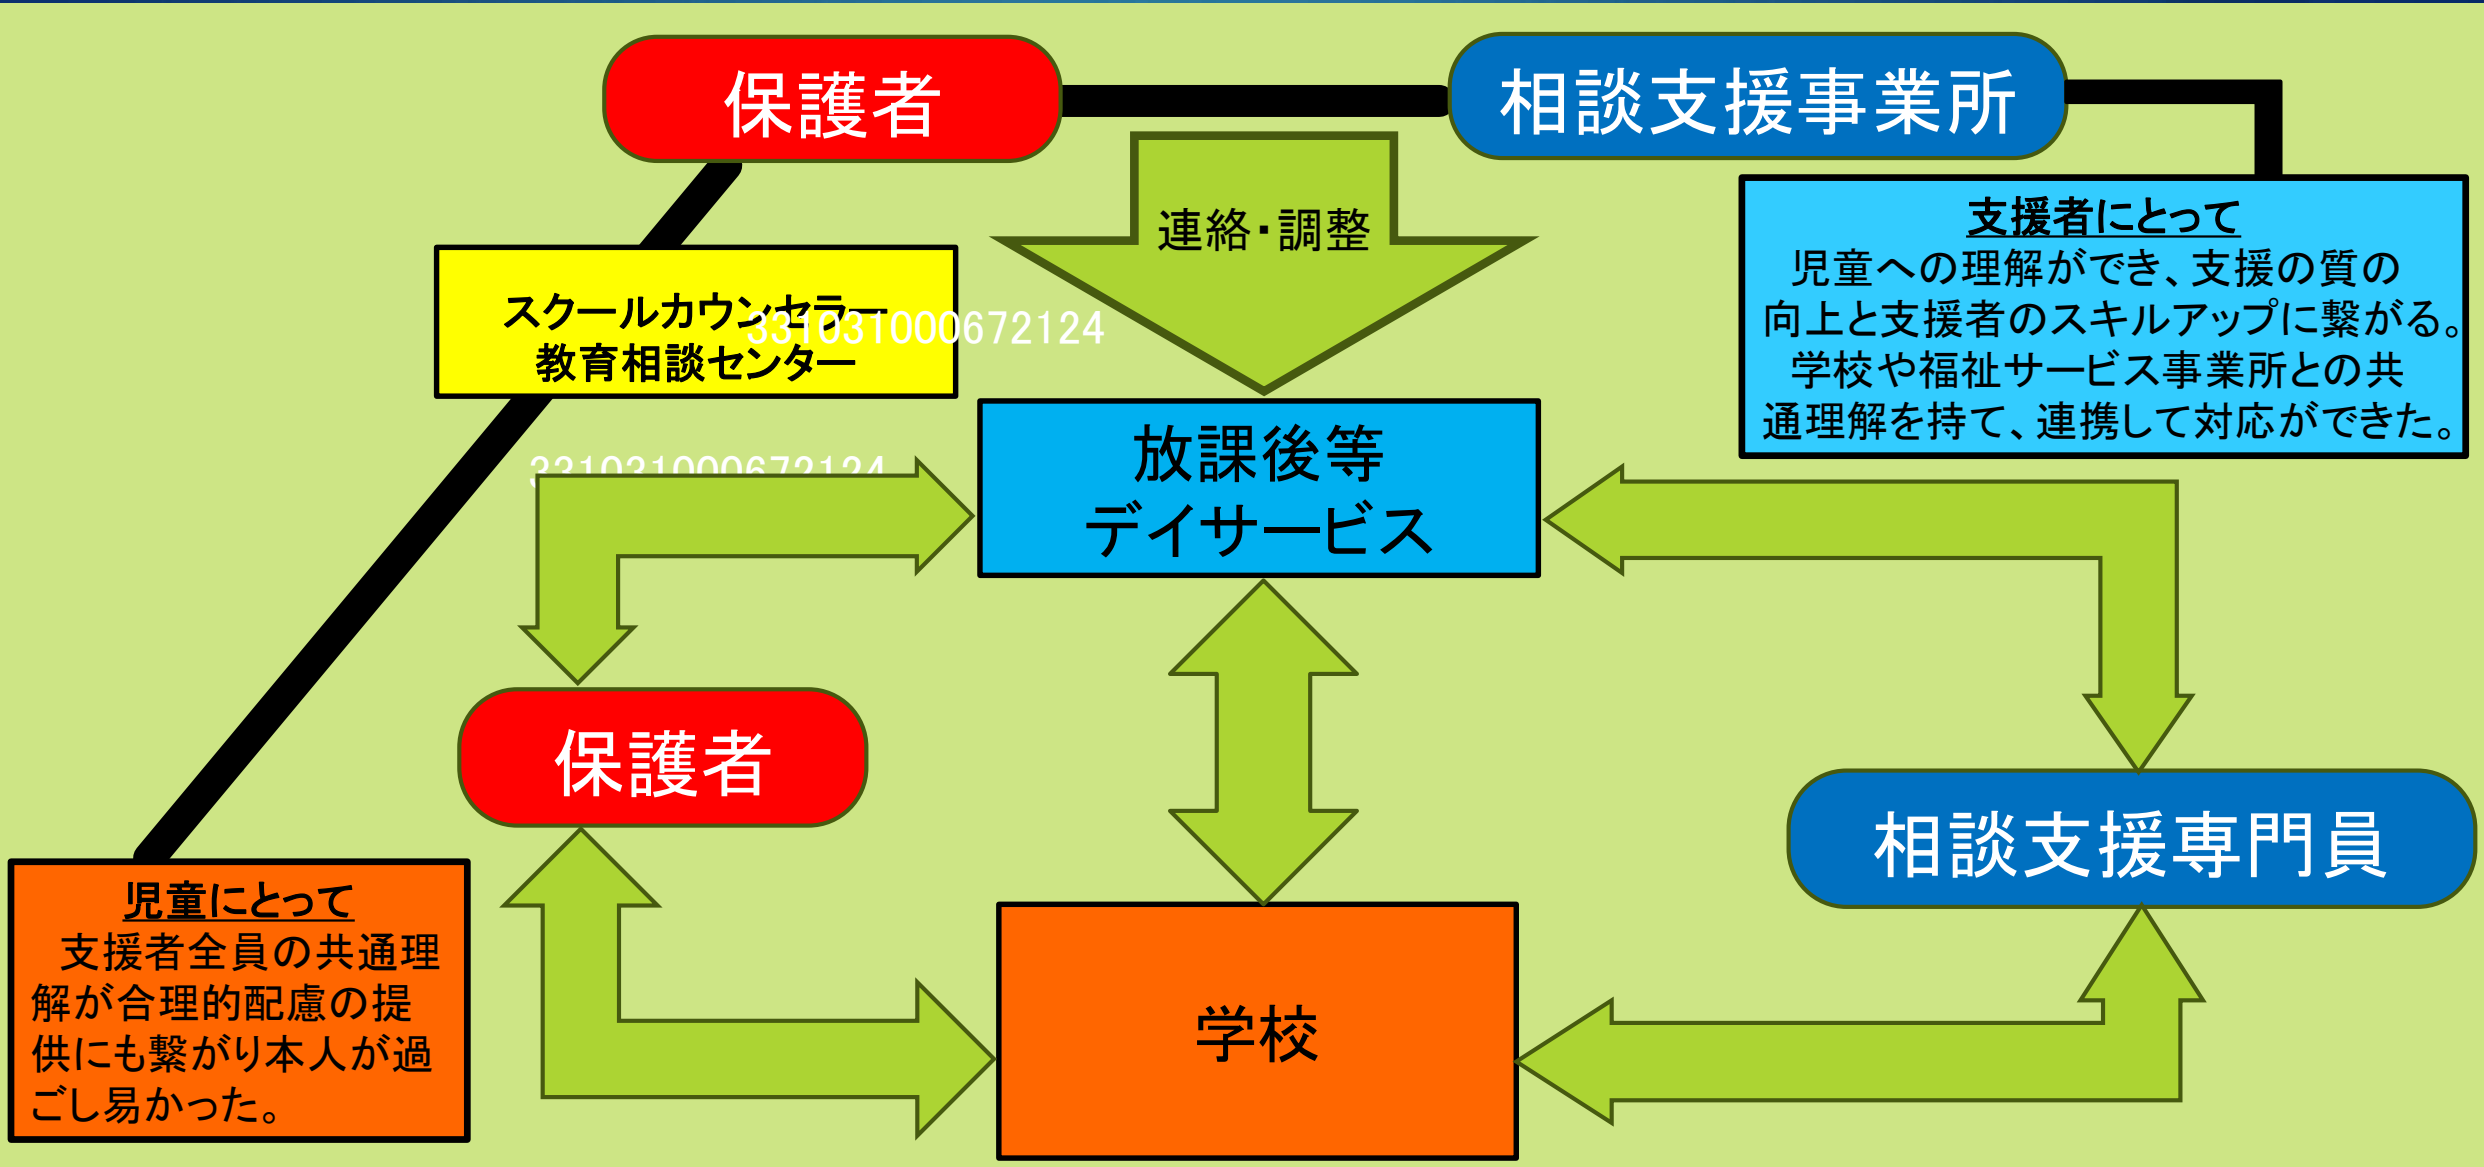 保護者
相談支援事業所
連絡・調整
支援者にとって
児童への理解ができ、支援の質の
向上と支援者のスキルアップに繋がる。
学校や福祉サービス事業所との共
通理解を持て、連携して対応ができた。
スクールカウンセラー
教育相談センター
331031000672124
放課後等
デイサービス
331031000672124
保護者
相談支援専門員
児童にとって
支援者全員の共通理
解が合理的配慮の提
供にも繋がり本人が過
ごし易かった。
学校